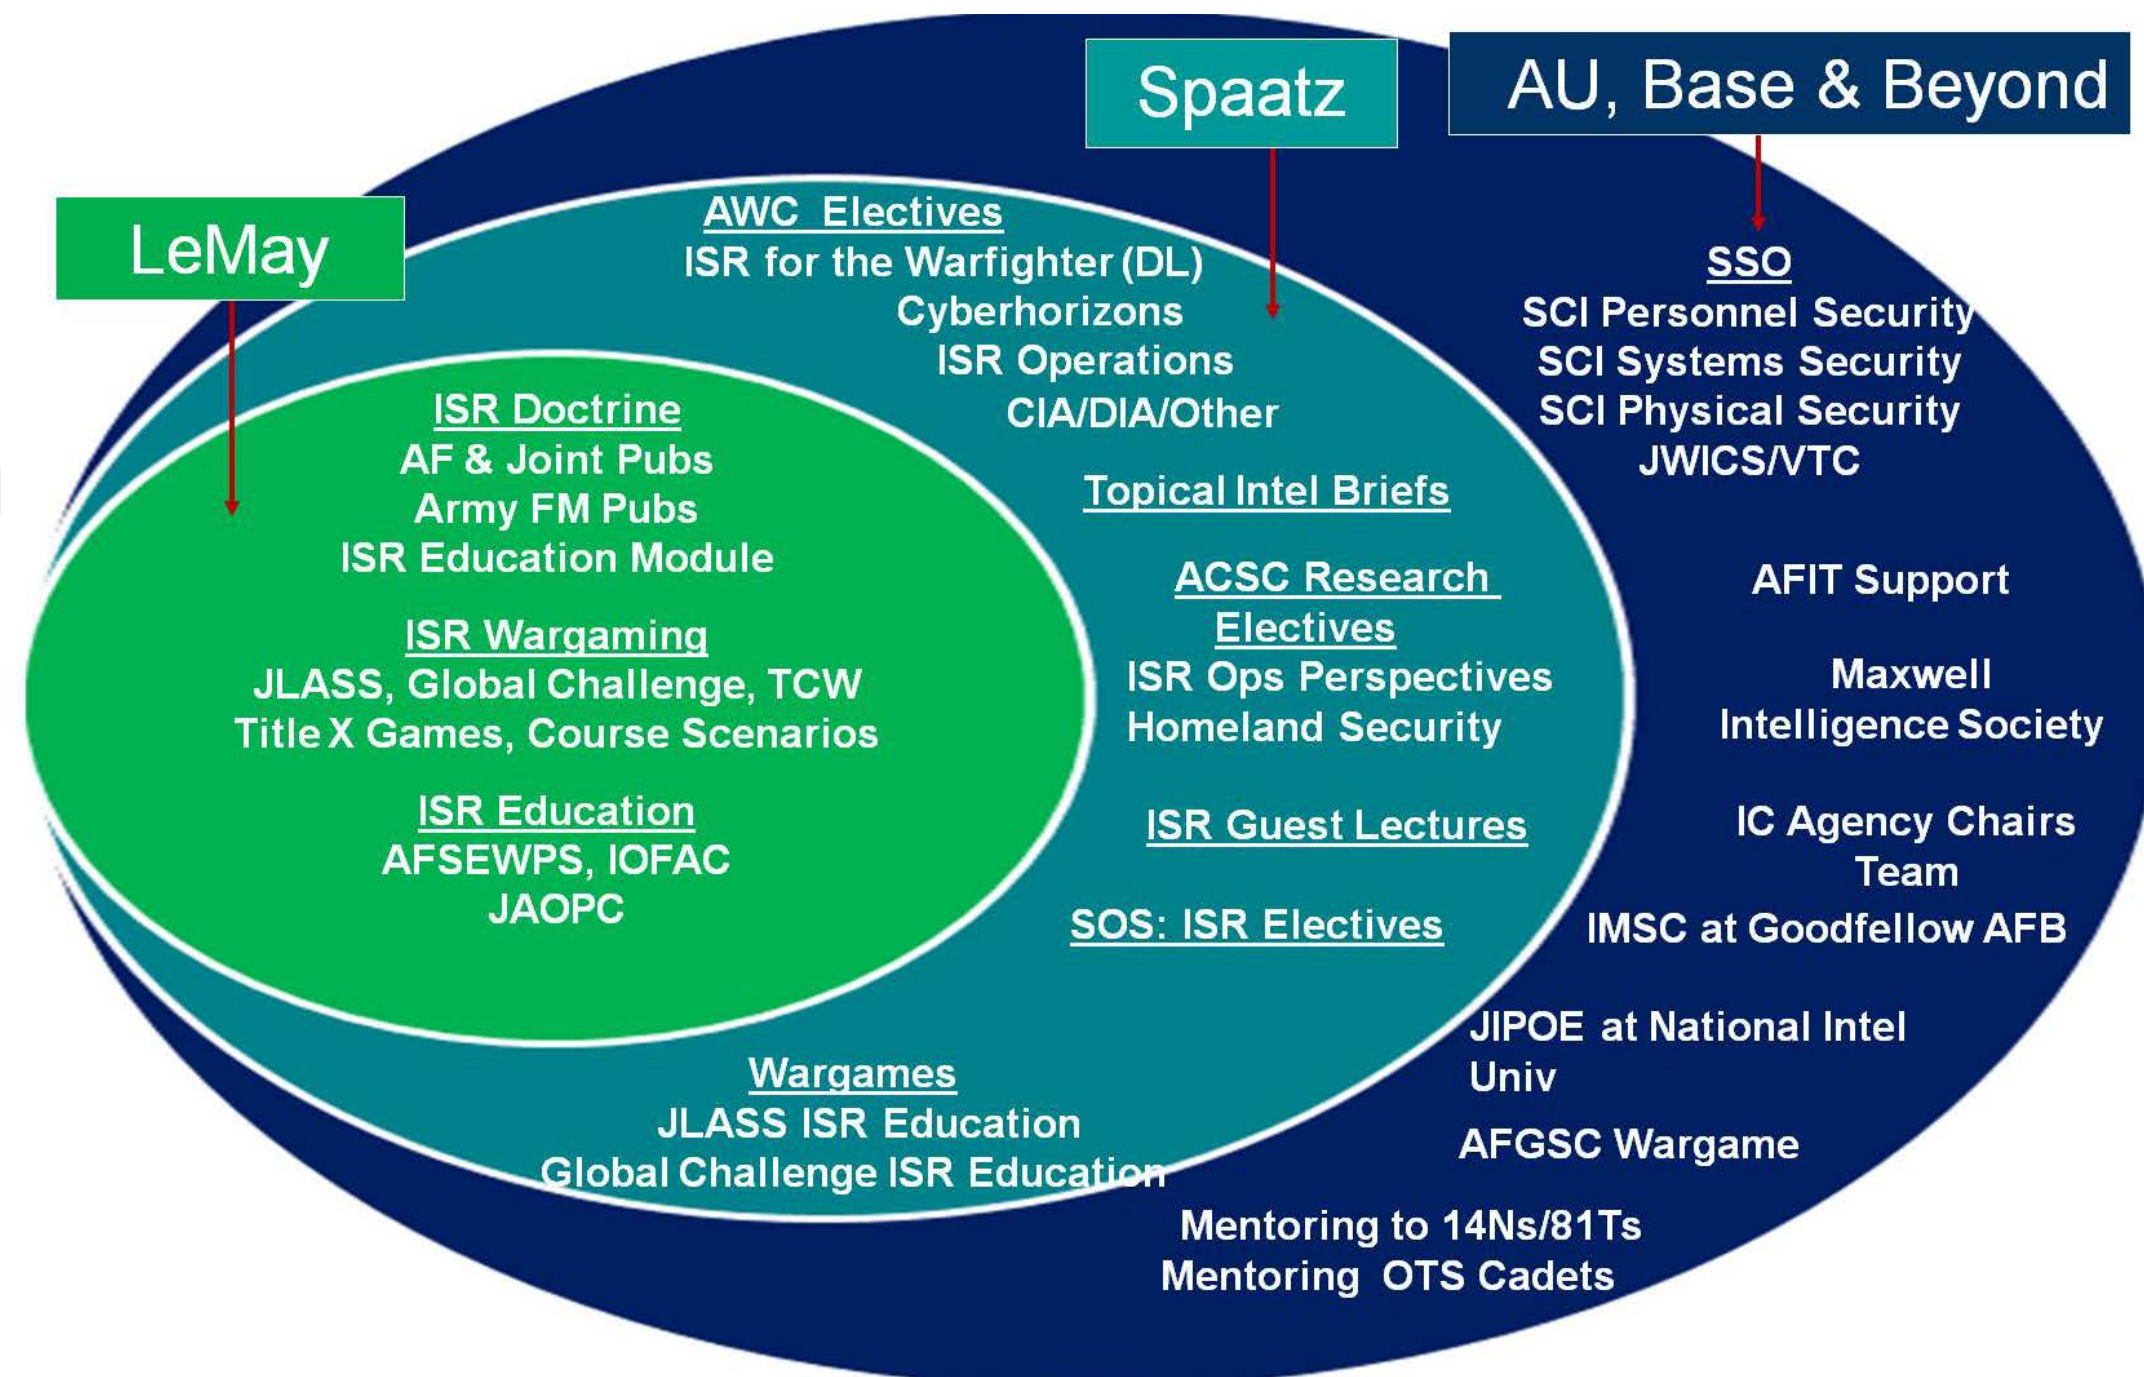 LeMay
Spaatz
AU, Base & Beyond
ISR Doctrine
AF & Joint Pubs
Army FM Pubs
ISR Education Module
ISR Wargaming
JLASS, Global Challenge, TCW
Title X Games, Course Scenarios
ISR Education
AFSEWPS, IOFAC
JAOPC
AWC Electives
ISR for the Warfighter (DL)
Cyberhorizons
ISR Operations
CIA/DIA/Other
Topical Intel Briefs
ACSC Research
Electives
ISR Ops Perspectives
Homeland Security
ISR Guest Lectures
SOS: ISR Electives
Wargames
JLASS ISR Education
Global Challenge ISR Education
SSO
SCI Personnel Security
SCI Systems Security
SCI Physical Security
JWICS/VTC
AFIT Support
Maxwell
Intelligence Society
IC Agency Chairs
Team
IMSC at Goodfellow AFB
JIPOE at National Intel
Univ
AFGSC Wargame
Mentoring to 14Ns/81Ts
Mentoring OTS Cadets